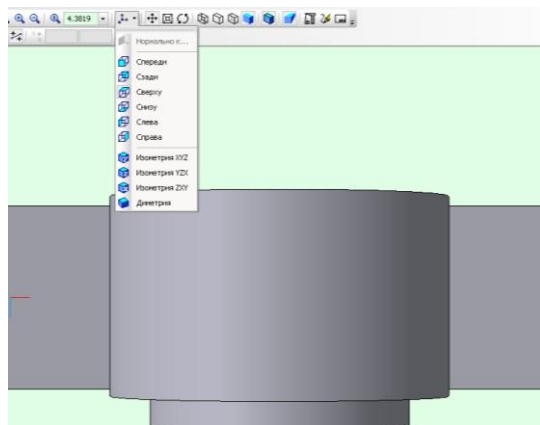 4.3819
Нормально к...
Спереди
Сзади
Сверху
Снизу
Слева
Справа
Изометрия XYZ
Изометрия YZX
Изометрия ZXY
Диметрия